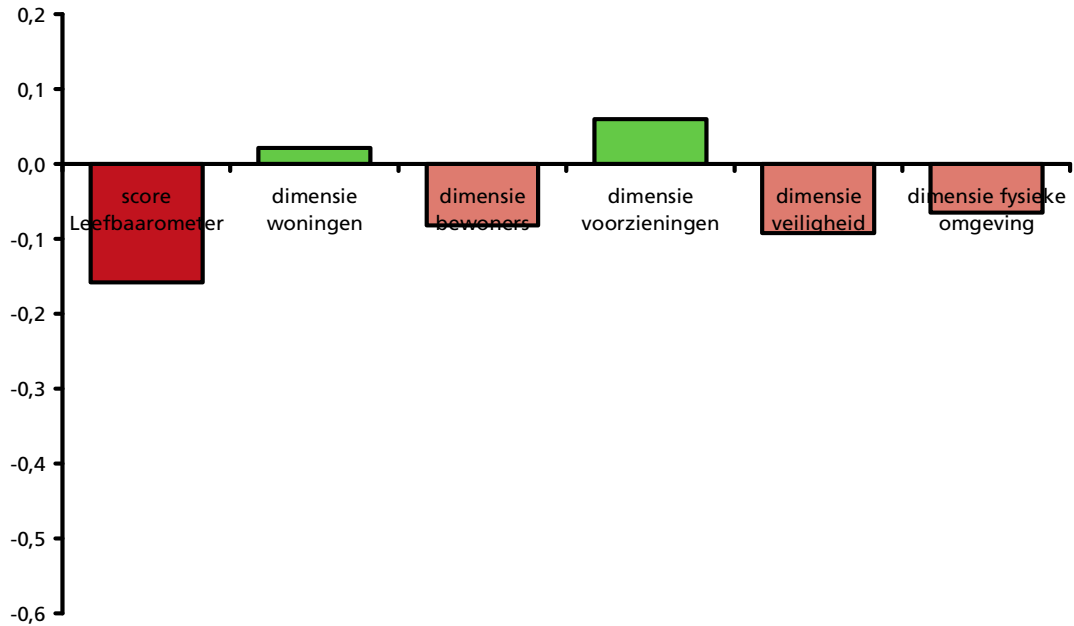 0,2
0,1
0,0
-0,1
-0,2
-0,3
-0,4
-0,5
-0,6
score
Leefbaarometer
dimensie
woningen
dimensie
bewoners
dimensie
voorzieningen
dimensie
veiligheid
dimensie fysieke
omgeving